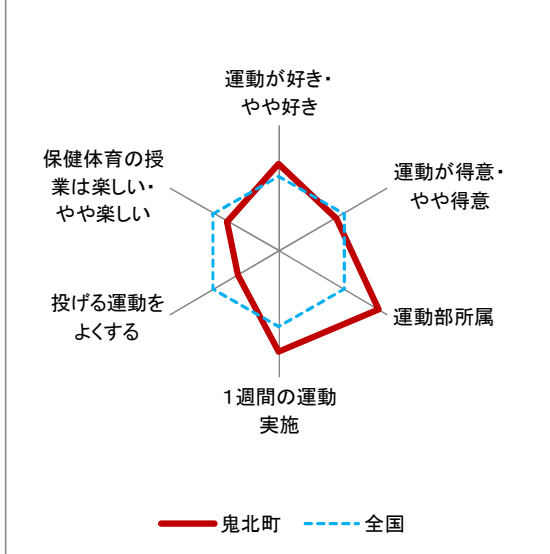 運動が好き・
やや好き
運動が得意・
やや得意
運動部所属
1週間の運動
実施
投げる運動を
よくする
保健体育の授
業は楽しい・
やや楽しい
鬼北町
全国